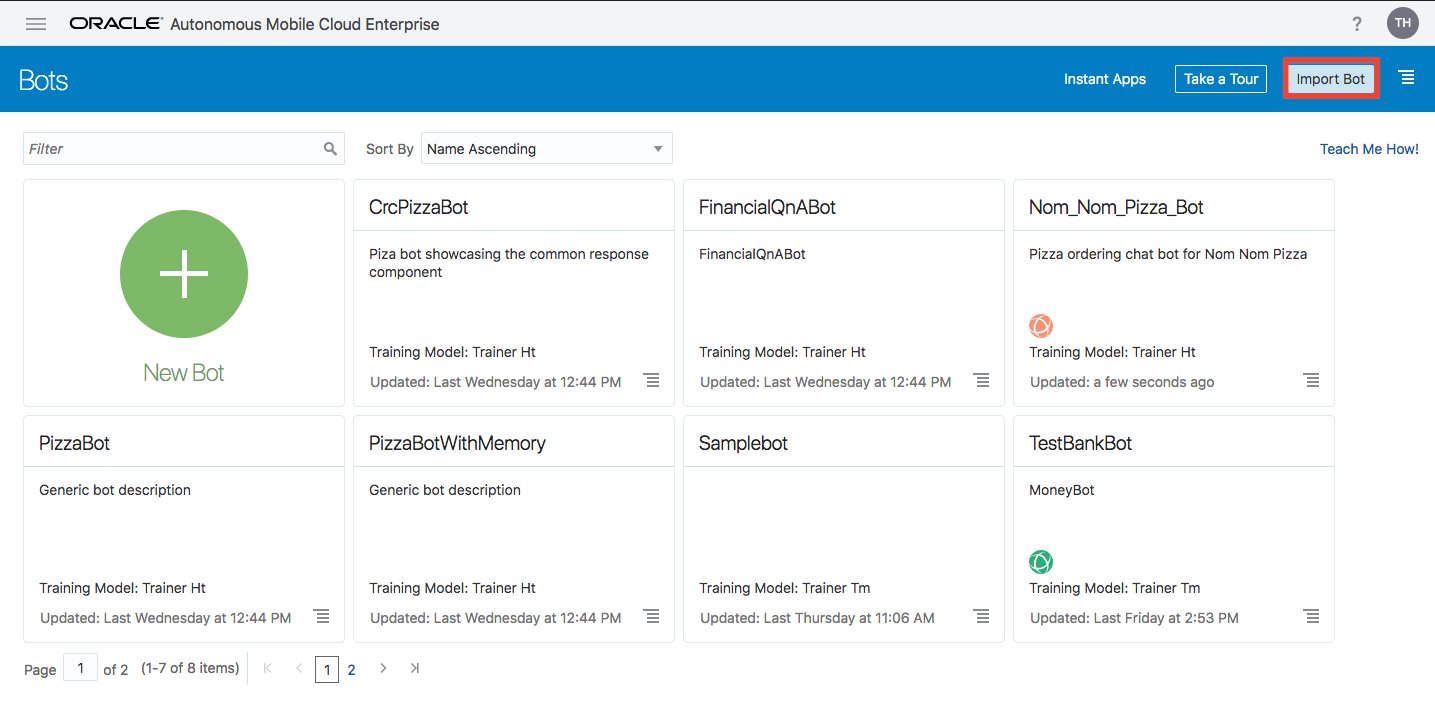 ORACLE® Autonomous Mobile Cloud Enterprise
? TH
Bots
Instant Apps
Take a Tour
Import Bot
Filter
Sort By
Name Ascending
Teach Me How!
New Bot
CrcPizzaBot
Piza bot showcasing the common response
component
Training Model: Trainer Ht
Updated: Last Wednesday at 12:44 PM
FinancialQnABot
FinancialQnABot
Training Model: Trainer Ht
Updated: Last Wednesday at 12:44 PM
Nom_Nom_Pizza_Bot
Pizza ordering chat bot for Nom Nom Pizza
Training Model: Trainer Ht
Updated: a few seconds ago
PizzaBot
Generic bot description
Training Model: Trainer Ht
Updated: Last Wednesday at 12:44 PM
PizzaBotWithMemory
Generic bot description
Training Model: Trainer Ht
Updated: Last Wednesday at 12:44 PM
Samplebot
Training Model: Trainer Tm
Updated: Last Thursday at 11:06 AM
TestBankBot
MoneyBot
Training Model: Trainer Tm
Updated: Last Friday at 2:53 PM
Page 1 of 2 (1-7 of 8 items) 1 2